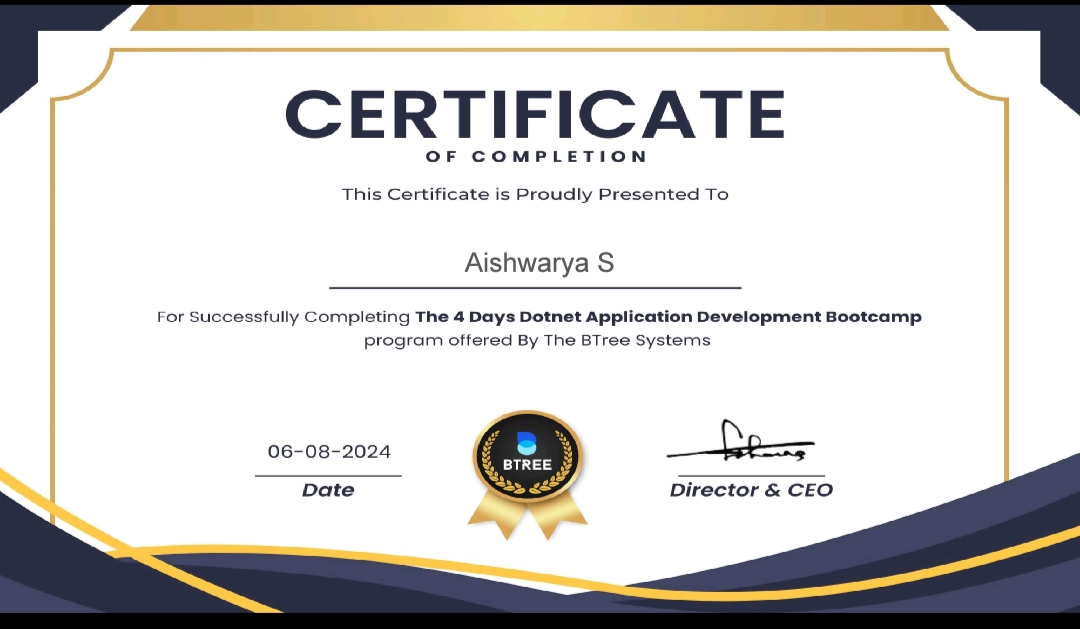 CERTIFICATE
OF COMPLETION
This Certificate is Proudly Presented To
Aishwarya S
For Successfully Completing The 4 Days Dotnet Application Development Bootcamp
program offered By The BTree Systems
06-08-2024
Date
BTREE
Director & CEO